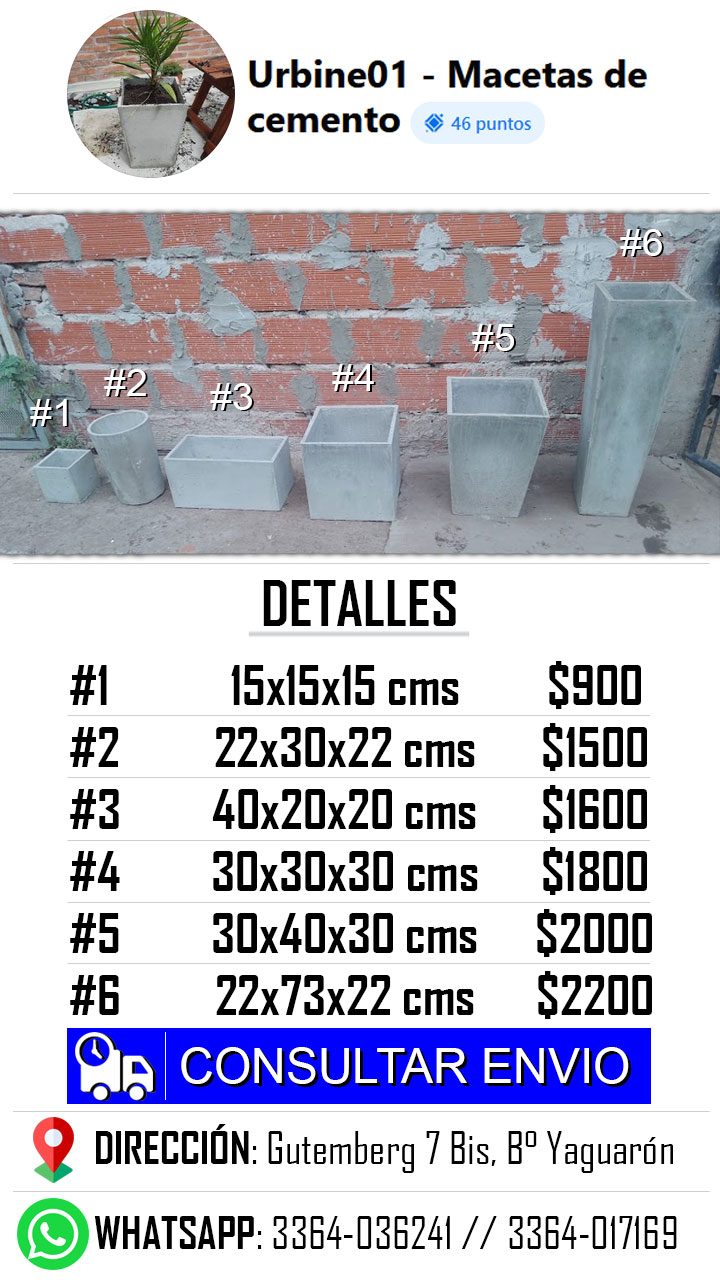 Urbine01 - Macetas de
cemento 46 puntos
#6
#5
#4
#3
#2
#1
DETALLES
#1 15x15x15 cms $900
#2 22x30x22 cms $1500
#3 40x20x20 cms $1600
#4 30x30x30 cms $1800
#5 30x40x30 cms $2000
#6 22x73x22 cms $2200
CONSULTAR ENVIO
DIRECCIÓN: Gutemberg 7 Bis, Bº Yaguarón
WHATSAPP: 3364-036241 // 3364-017169